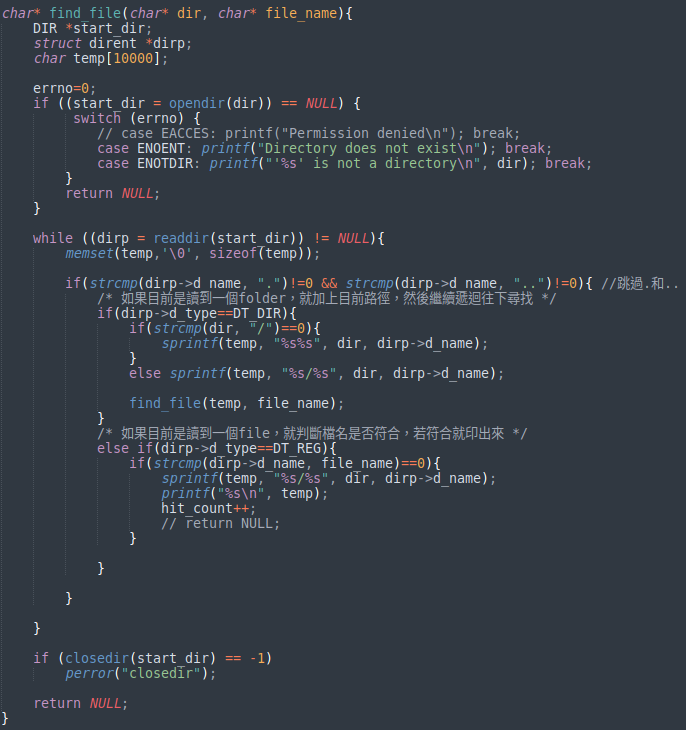 char* find_file(char* dir, char* file_name){
    DIR *start_dir;
    struct dirent *dirp;
    char temp[10000];
    errno=0;
    if ((start_dir = opendir(dir)) == NULL) {
         switch (errno) {
            // case EACCES: printf("Permission denied\n"); break;
            case ENOENT: printf("Directory does not exist\n"); break;
            case ENOTDIR: printf("'%s' is not a directory\n", dir); break;
        }
        return NULL;
    }
    while ((dirp = readdir(start_dir)) != NULL){
        memset(temp,'\0', sizeof(temp));
        if(strcmp(dirp->d_name, ".")!=0 && strcmp(dirp->d_name, "..")!=0){ //跳過.和..
            /* 如果目前是讀到一個folder，就加上目前路徑，然後繼續遞迴往下尋找 */
            if(dirp->d_type==DT_DIR){
                if(strcmp(dir, "/")==0){
                    sprintf(temp, "%s%s", dir, dirp->d_name);
                }
                else sprintf(temp, "%s/%s", dir, dirp->d_name);
                find_file(temp, file_name);
            }
            /* 如果目前是讀到一個file，就判斷檔名是否符合，若符合就印出來 */
            else if(dirp->d_type==DT_REG){
                if(strcmp(dirp->d_name, file_name)==0){
                    sprintf(temp, "%s/%s", dir, dirp->d_name);
                    printf("%s\n", temp);
                    hit_count++;
                    // return NULL;
                }
            }
        }
    }
    if (closedir(start_dir) == -1)
        perror("closedir");
    return NULL;
}